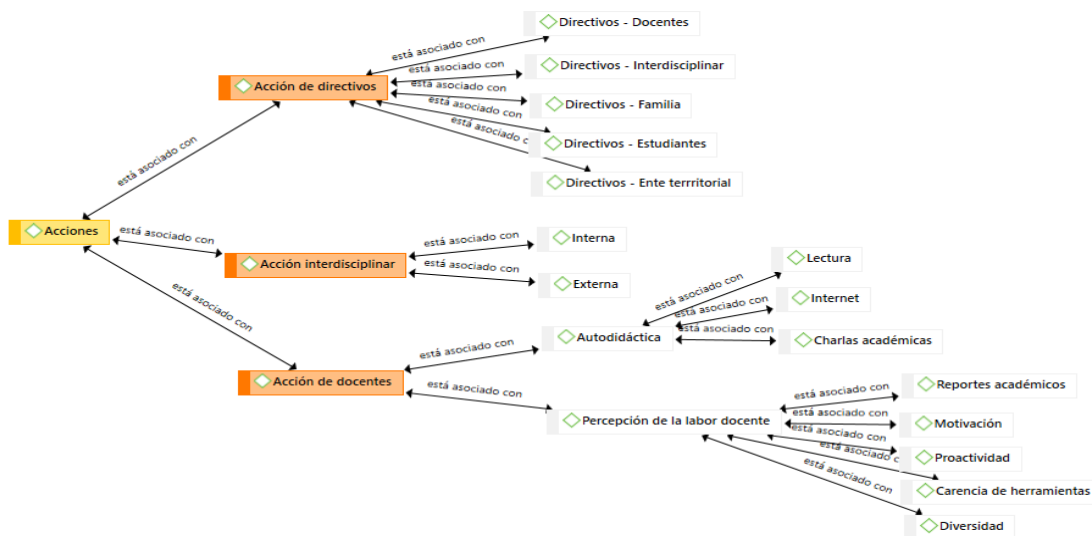 Directivos - Docentes
está asociado con
Directivos - Interdisciplinar
está asociado con
Acción de directivos
está asociado con
Directivos - Familia
está asociado con
Directivos - Estudiantes
está asociado c
Directivos - Ente terrritorial
está asociado con
Acciones
está asociado con
Interna
está asociado con
Acción interdisciplinar
está asociado con
Externa
Lectura
está asociado con
Internet
está asociado con
está asociado con
Autodidáctica
está asociado con
Charlas académicas
está asociado con
Acción de docentes
está asociado con
Percepción de la labor docente
Reportes académicos
está asociado con
está asociado con
Motivación
está asociado con
Proactividad
está asociado c
Carencia de herramientas
está asociado con
Diversidad